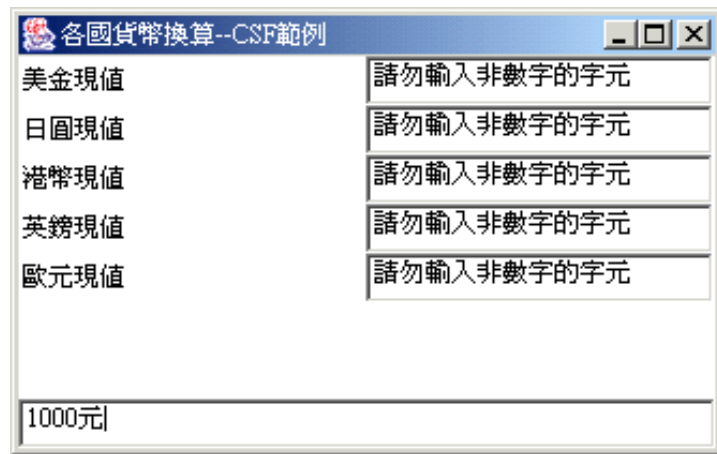 各國貨幣換算--CSF範例
美金現值 請勿輸入非數字的字元
日圓現值 請勿輸入非數字的字元
港幣現值 請勿輸入非數字的字元
英鎊現值 請勿輸入非數字的字元
歐元現值 請勿輸入非數字的字元
1000元